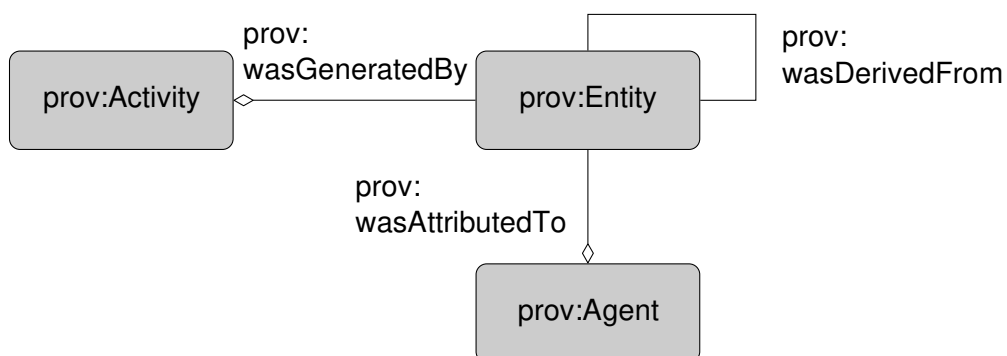 prov:
wasGeneratedBy
prov:
wasDerivedFrom
prov:Activity
prov:Entity
prov:
wasAttributedTo
prov:Agent